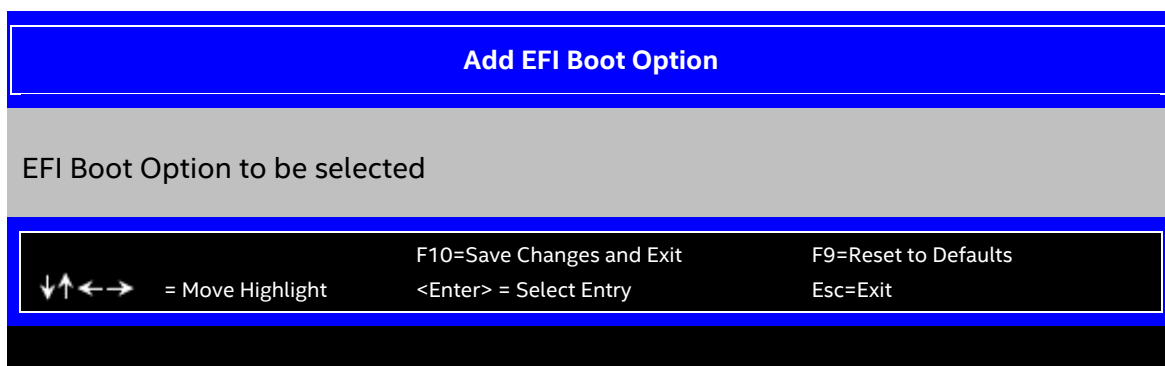 Add EFI Boot Option
EFI Boot Option to be selected
F10=Save Changes and Exit F9=Reset to Defaults
↓↑←→ = Move Highlight <Enter> = Select Entry Esc=Exit